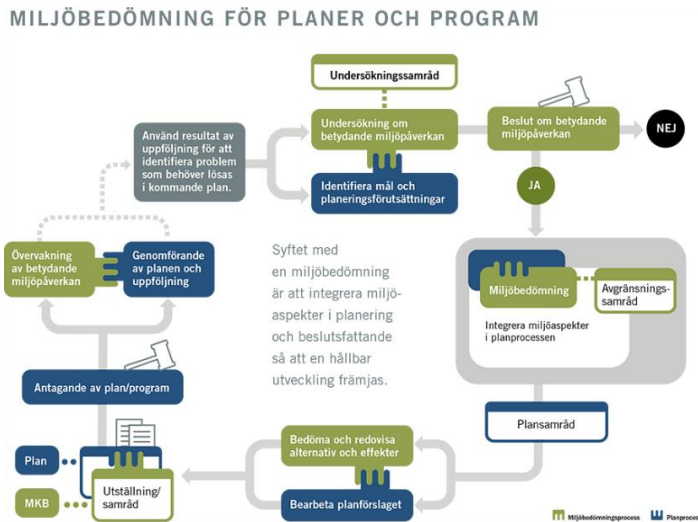 MILJÖBEDÖMNING FÖR PLANER OCH PROGRAM
Undersökningssamråd
Använd resultat av
uppföljning för att
identifiera problem
som behöver lösas
i kommande plan.
Undersökning om
betydande miljöpåverkan
Beslut om betydande
miljöpåverkan
NEJ
Identifiera mål och
planeringsförutsättningar
JA
Övervakning
av betydande
miljöpåverkan
Genomförande
av planen och
uppföljning
Syftet med
en miljöbedömning
är att integrera miljö-
aspekter i planering
och beslutsfattande
så att en hållbar
utveckling främjas.
Miljöbedömning
Avgränsnings-
samråd
Integrera miljöaspekter
i planprocessen
Antagande av plan/program
Plansamråd
Bedöma och redovisa
alternativ och effekter
Plan
MKB
Utställning/
samråd
Bearbeta planförslaget
Miljöbedömningsprocess
Planproces